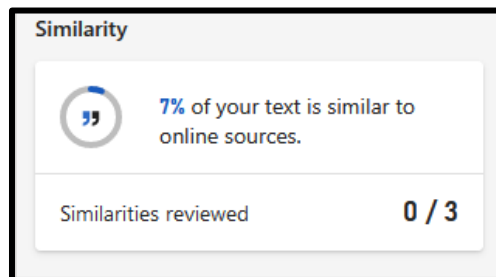 Similarity
7% of your text is similar to
online sources.
Similarities reviewed 0 / 3